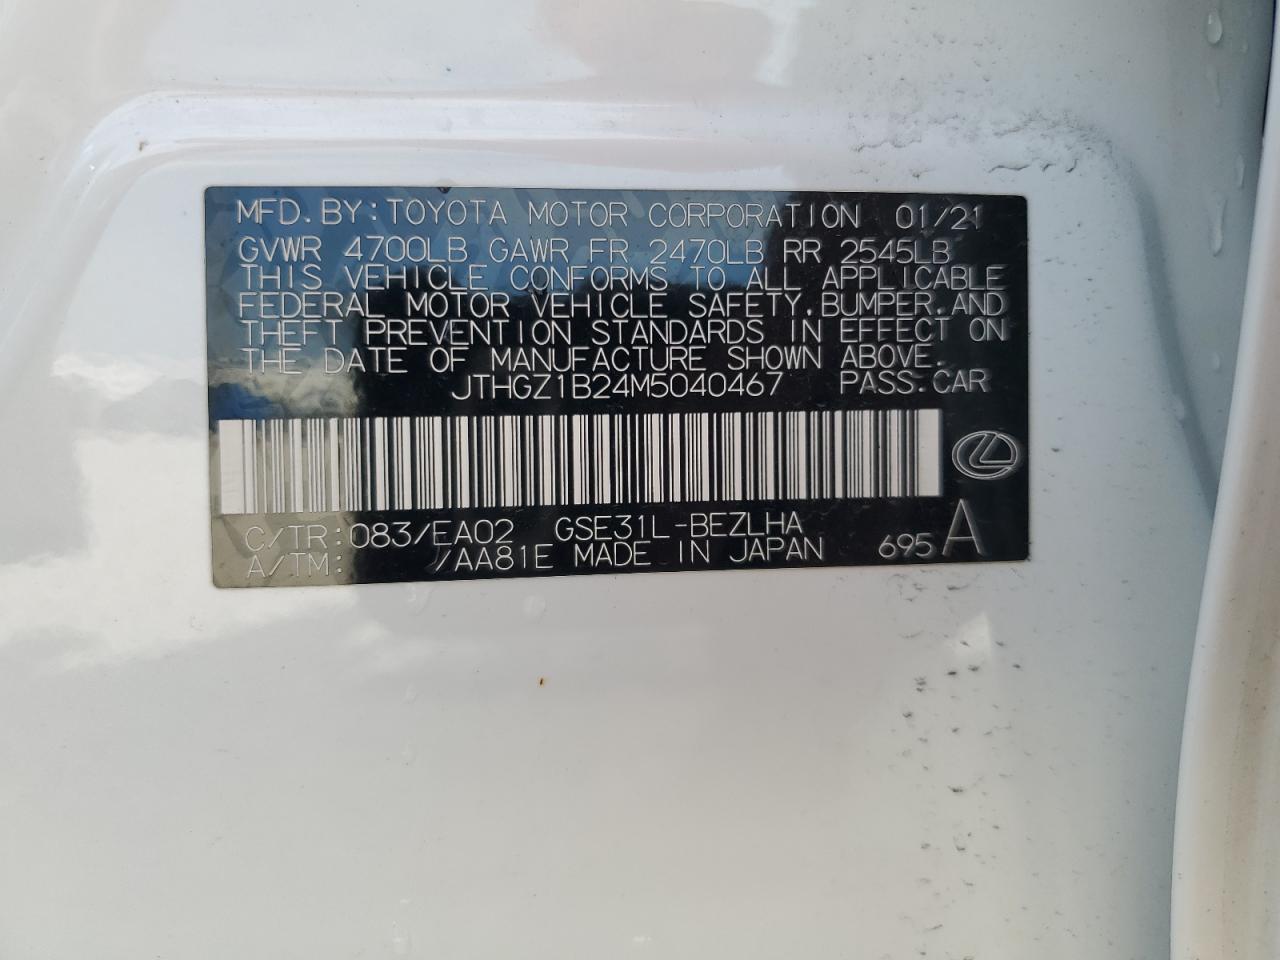 MFD.BY:TOYOTA MOTOR CORPORATION 01/21
GVWR 4700LB GAWR FR 2470LB RR 2545LB
THIS VEHICLE CONFORMS TO ALL APPLICABLE
FEDERAL MOTOR VEHICLE SAFETY,BUMPER,AND
THEFT PREVENTION STANDARDS IN EFFECT ON
THE DATE OF MANUFACTURE SHOWN ABOVE.
JTHGZ1B24M5040467 PASS.CAR
C/TR:083/EA02 GSE31L-BEZLHA
A/TM: /AA81E MADE IN JAPAN 695 A